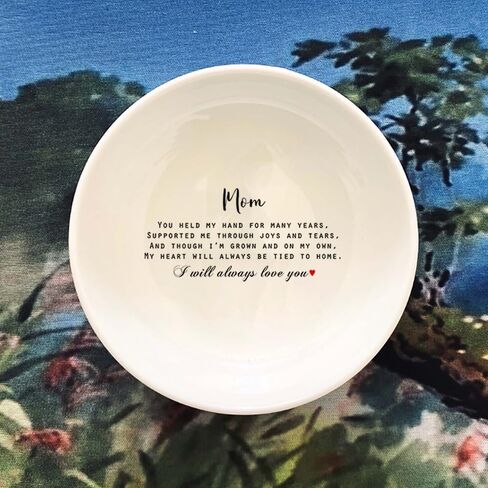 Mom
You held my hand for many years,
Supported me through joys and tears,
And though I'm grown and on my own,
My heart will always be tied to home.
I will always love you♥